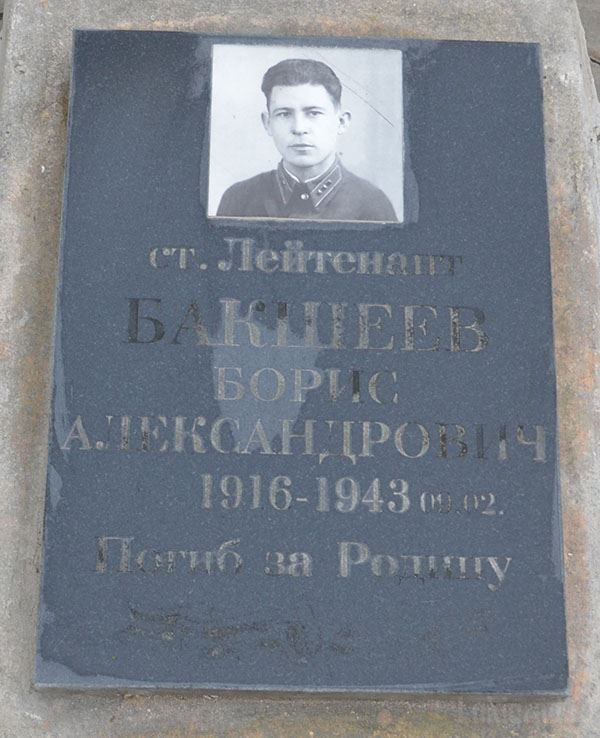 ст. Лейтенант
БАКШЕЕВ
БОРИС
АЛЕКСАНДРОВИЧ
1916-1943 09.02.
Погиб за Родину